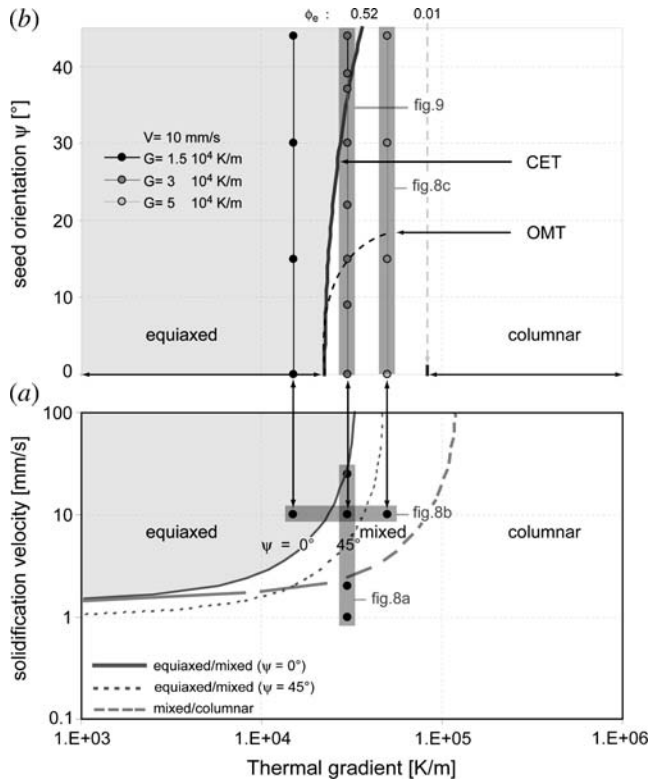 (b)
ϕe : 0.52 0.01
40
30
20
10
0
seed orientation ψ [°]
V= 10 mm/s
G= 1.5 10⁴ K/m
G= 3 10⁴ K/m
G= 5 10⁴ K/m
fig.9
CET
fig.8c
OMT
equiaxed
columnar
(a)
100
10
1
0.1
solidification velocity [mm/s]
equiaxed
mixed
columnar
ψ = 0° 45°
fig.8b
fig.8a
equiaxed/mixed (ψ = 0°)
equiaxed/mixed (ψ = 45°)
mixed/columnar
1.E+03 1.E+04 1.E+05 1.E+06
Thermal gradient [K/m]